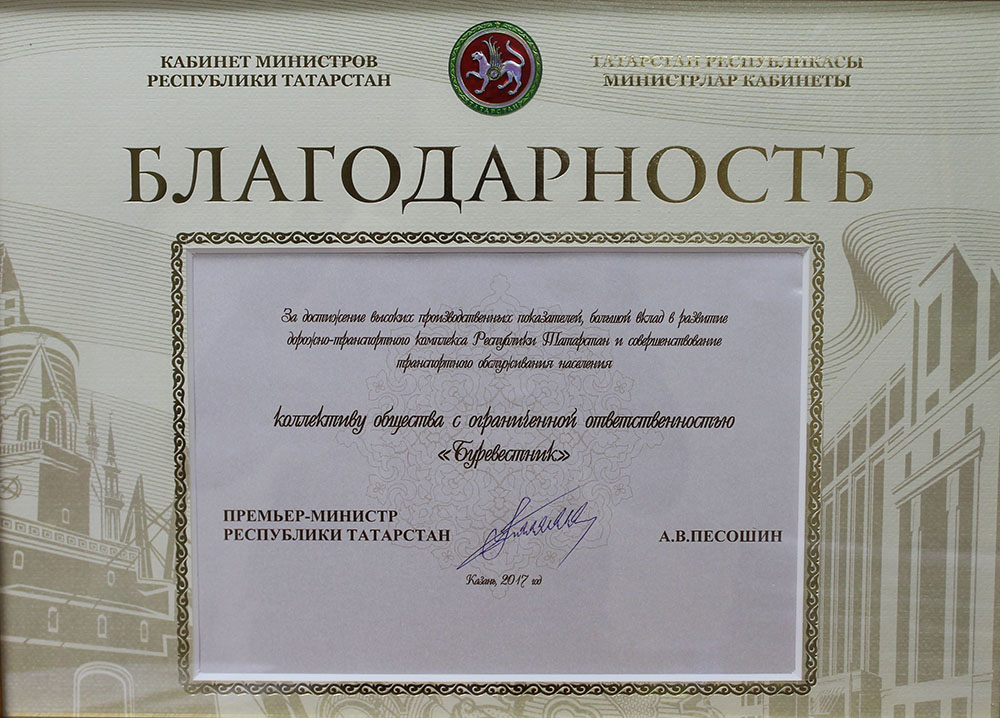 КАБИНЕТ МИНИСТРОВ
РЕСПУБЛИКИ ТАТАРСТАН
ТАТАРСТАН
ТАТАРСТАН РЕСПУБЛИКАСЫ
МИНИСТРЛАР КАБИНЕТЫ
БЛАГОДАРНОСТЬ
За достижение высоких производственных показателей, большой вклад в развитие
дорожно-транспортного комплекса Республики Татарстан и совершенствование
транспортного обслуживания населения
коллективу общества с ограниченной ответственностью
«Буревестник»
ПРЕМЬЕР-МИНИСТР
РЕСПУБЛИКИ ТАТАРСТАН
А.В.ПЕСОШИН
Казань, 2017 год